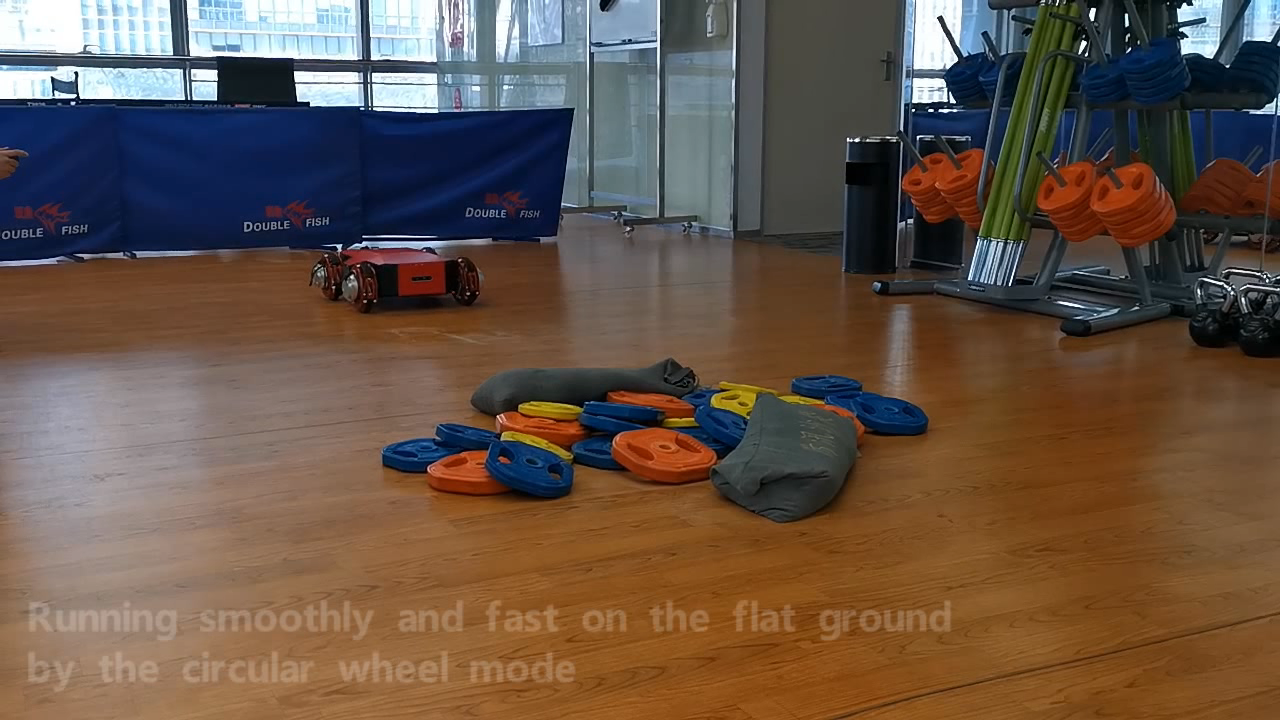 DOUBLE FISH
DOUBLE FISH
DOUBLE FISH
Running smoothly and fast on the flat ground
by the circular wheel mode